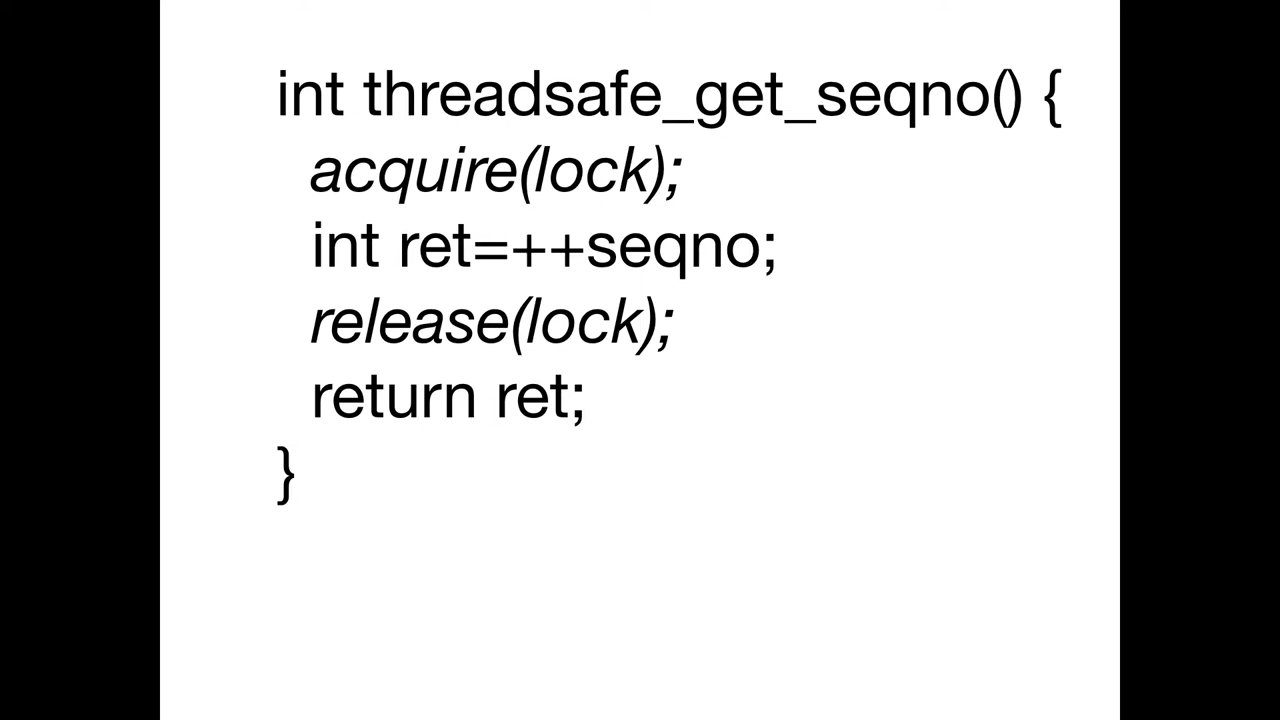 int threadsafe_get_seqno() {
acquire(lock);
int ret=++seqno;
release(lock);
return ret;
}